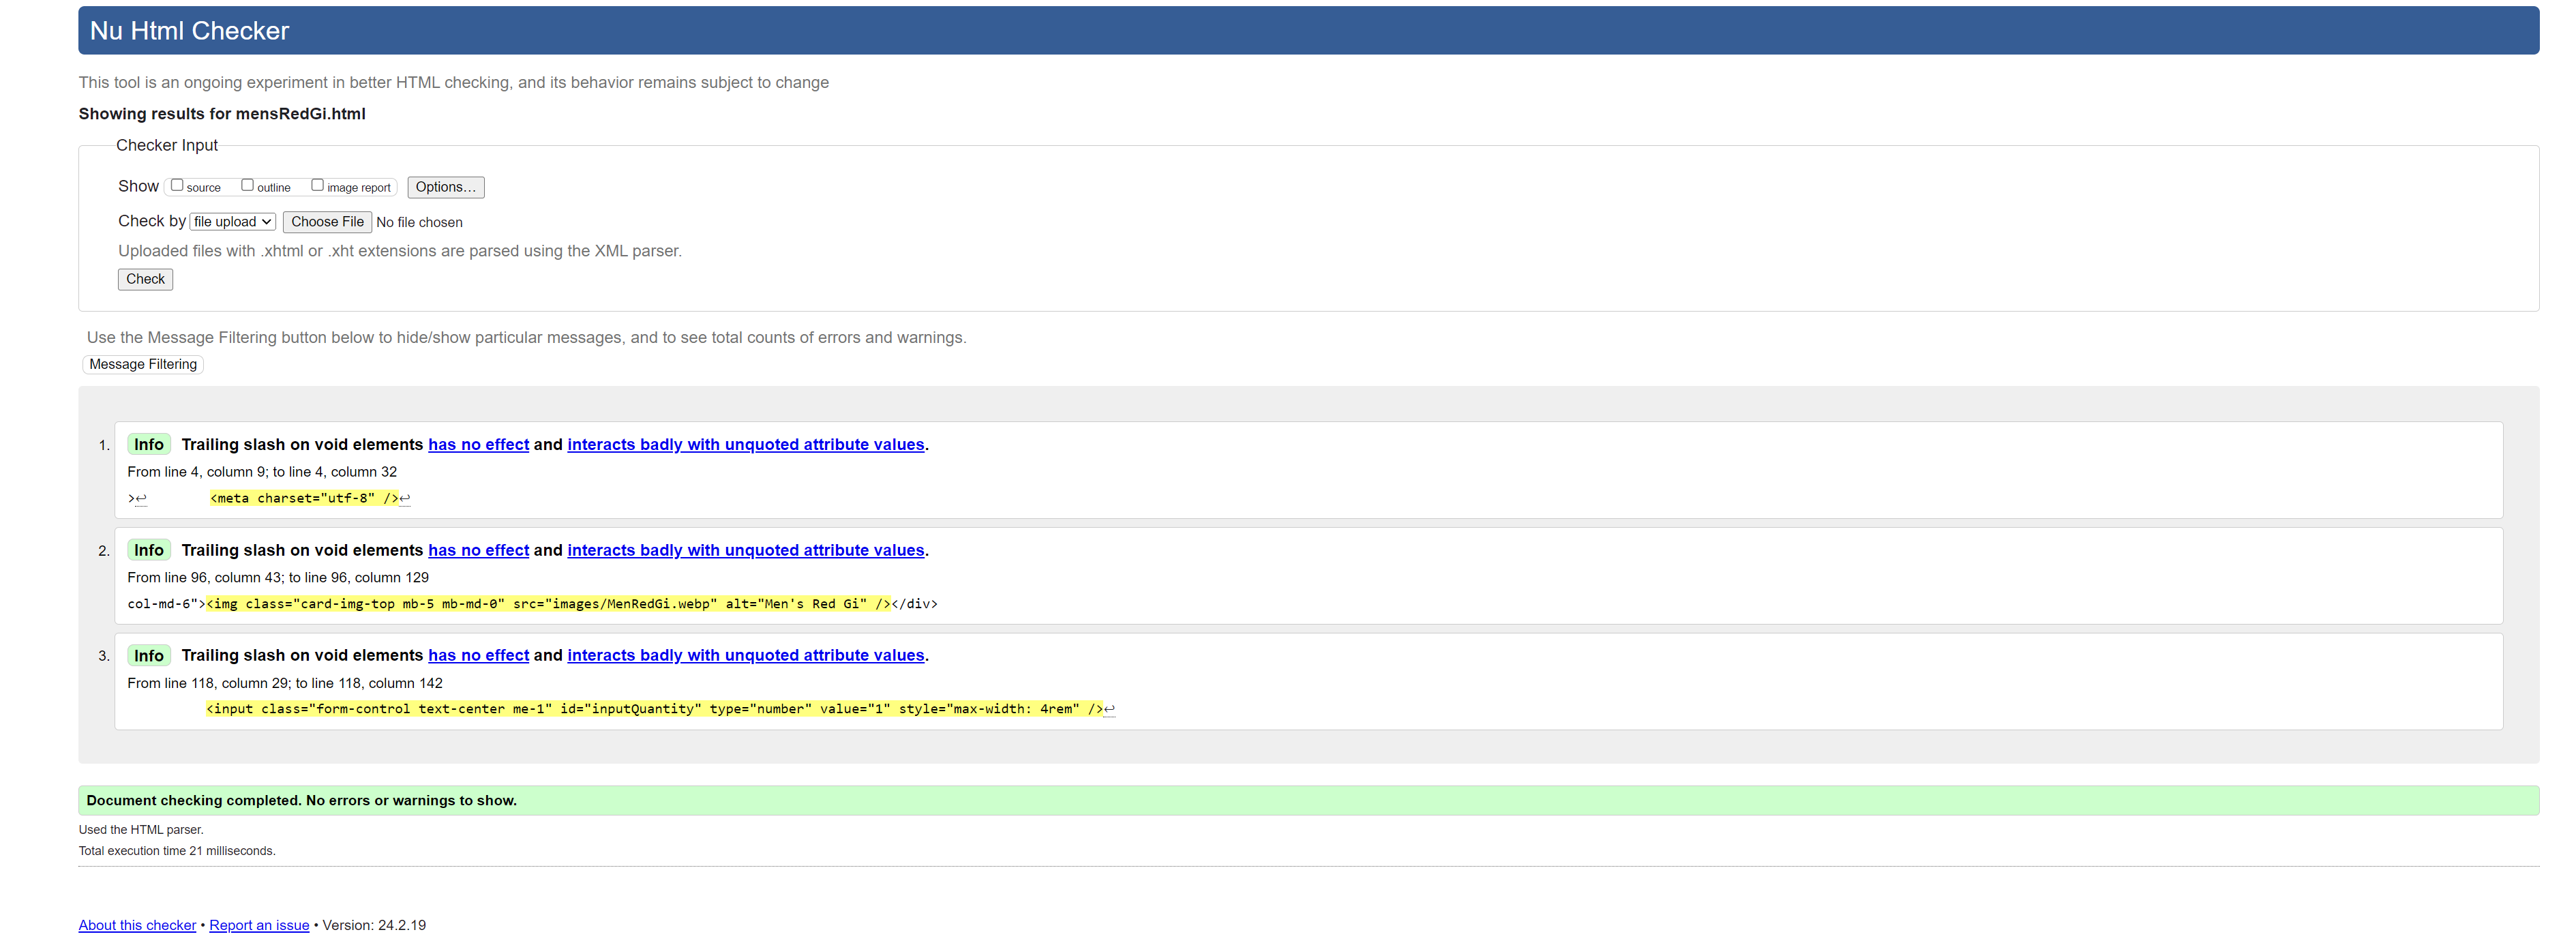 Nu Html Checker
This tool is an ongoing experiment in better HTML checking, and its behavior remains subject to change
Showing results for mensRedGi.html
Checker Input
Show source outline image report Options…
Check by file upload Choose File No file chosen
Uploaded files with .xhtml or .xht extensions are parsed using the XML parser.
Check
Use the Message Filtering button below to hide/show particular messages, and to see total counts of errors and warnings.
Message Filtering
1. Info Trailing slash on void elements has no effect and interacts badly with unquoted attribute values.
From line 4, column 9; to line 4, column 32
>↩ <meta charset="utf-8" />↩
2. Info Trailing slash on void elements has no effect and interacts badly with unquoted attribute values.
From line 96, column 43; to line 96, column 129
col-md-6"><img class="card-img-top mb-5 mb-md-0" src="images/MenRedGi.webp" alt="Men's Red Gi" /></div>
3. Info Trailing slash on void elements has no effect and interacts badly with unquoted attribute values.
From line 118, column 29; to line 118, column 142
<input class="form-control text-center me-1" id="inputQuantity" type="number" value="1" style="max-width: 4rem" />↩
Document checking completed. No errors or warnings to show.
Used the HTML parser.
Total execution time 21 milliseconds.
About this checker • Report an issue • Version: 24.2.19